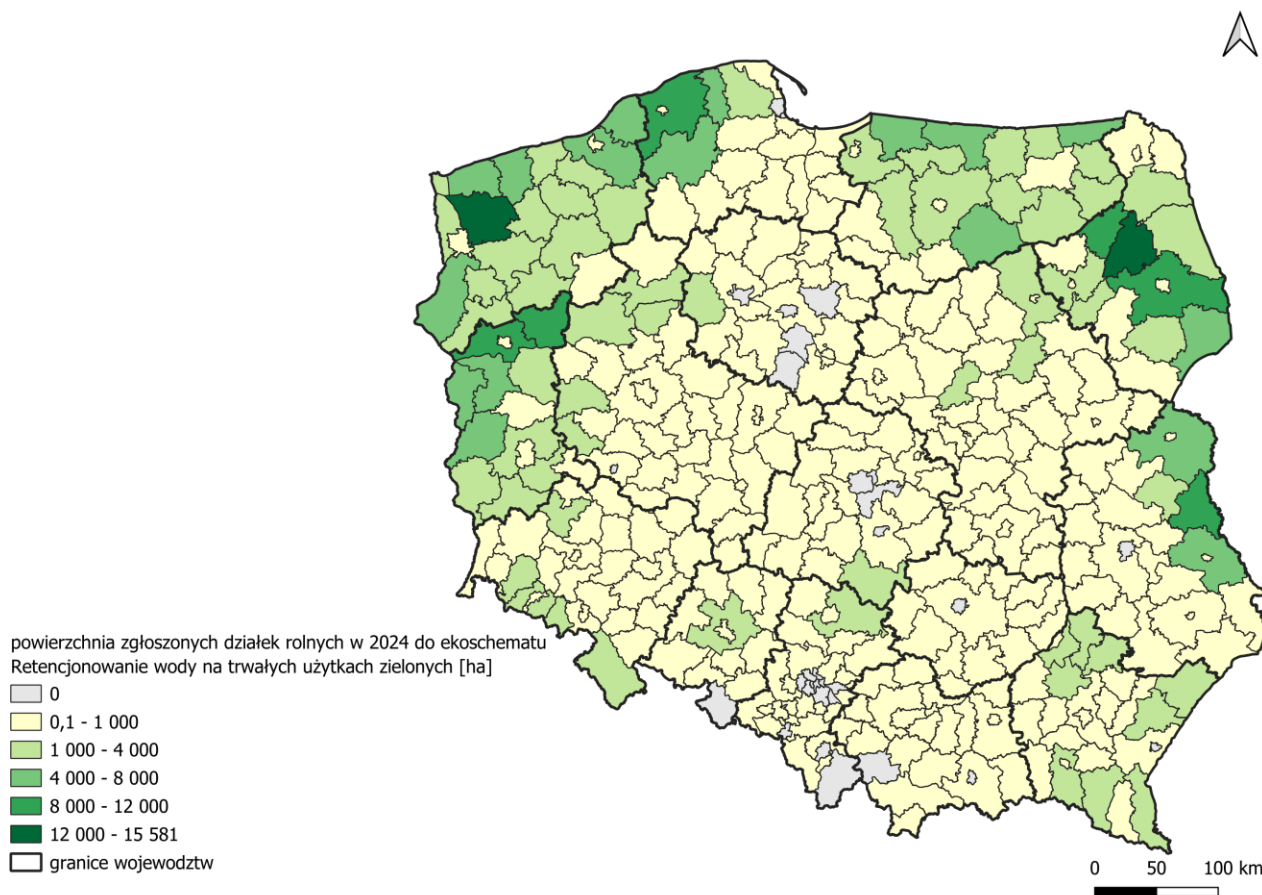 powierzchnia zgłoszonych działek rolnych w 2024 do ekoschematu
Retencjonowanie wody na trwałych użytkach zielonych [ha]
0
0,1 - 1 000
1 000 - 4 000
4 000 - 8 000
8 000 - 12 000
12 000 - 15 581
granice wojewodztw
0 50 100 km